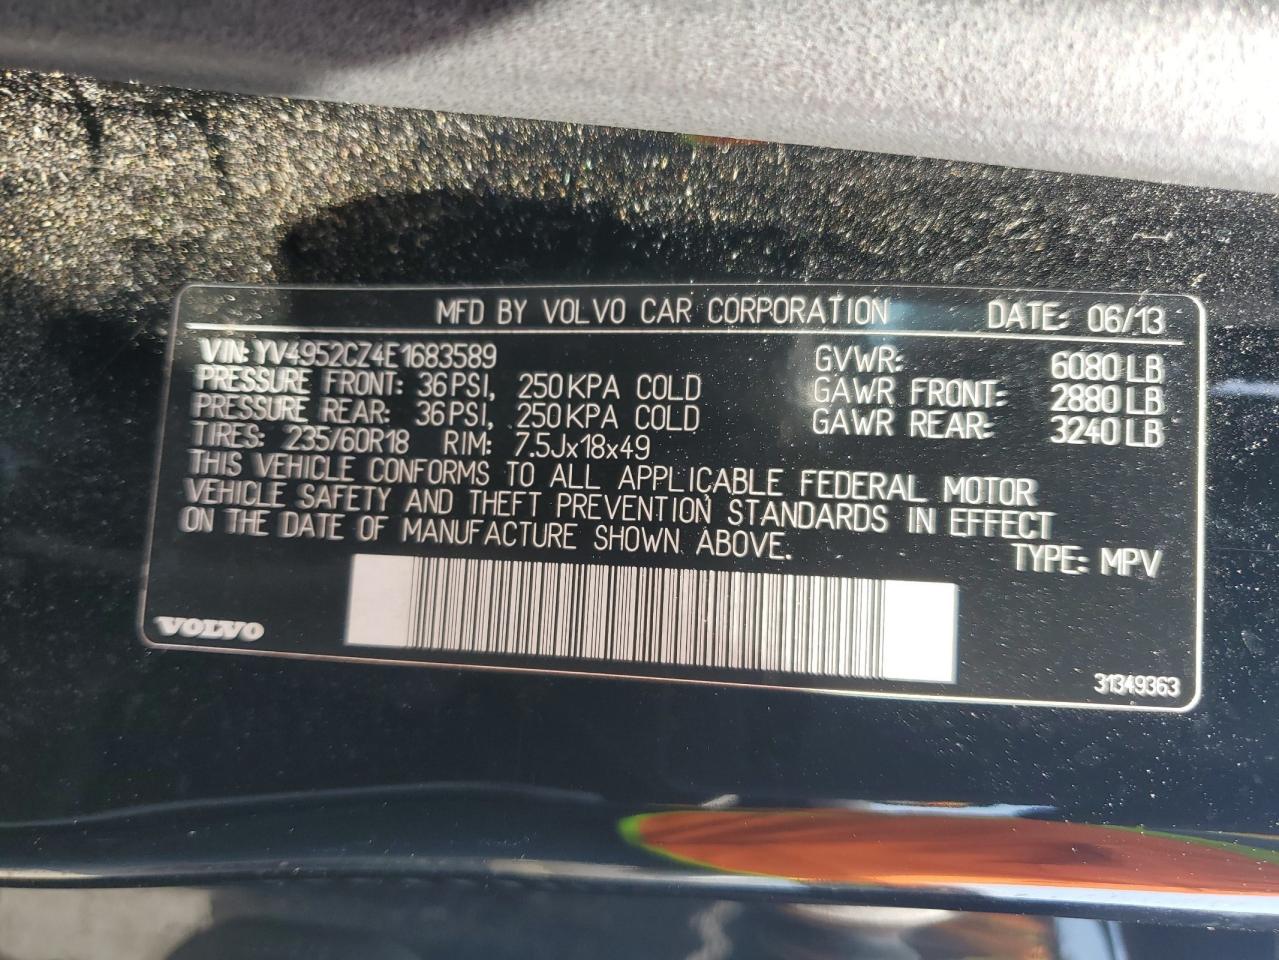 MFD BY VOLVO CAR CORPORATION DATE: 06/13
VIN: YV4952CZ4E1683589 GVWR: 6080 LB
PRESSURE FRONT: 36 PSI, 250 KPA COLD GAWR FRONT: 2880 LB
PRESSURE REAR: 36 PSI, 250 KPA COLD GAWR REAR: 3240 LB
TIRES: 235/60R18 RIM: 7.5Jx18x49
THIS VEHICLE CONFORMS TO ALL APPLICABLE FEDERAL MOTOR
VEHICLE SAFETY AND THEFT PREVENTION STANDARDS IN EFFECT
ON THE DATE OF MANUFACTURE SHOWN ABOVE.
TYPE: MPV
VOLVO
31349363